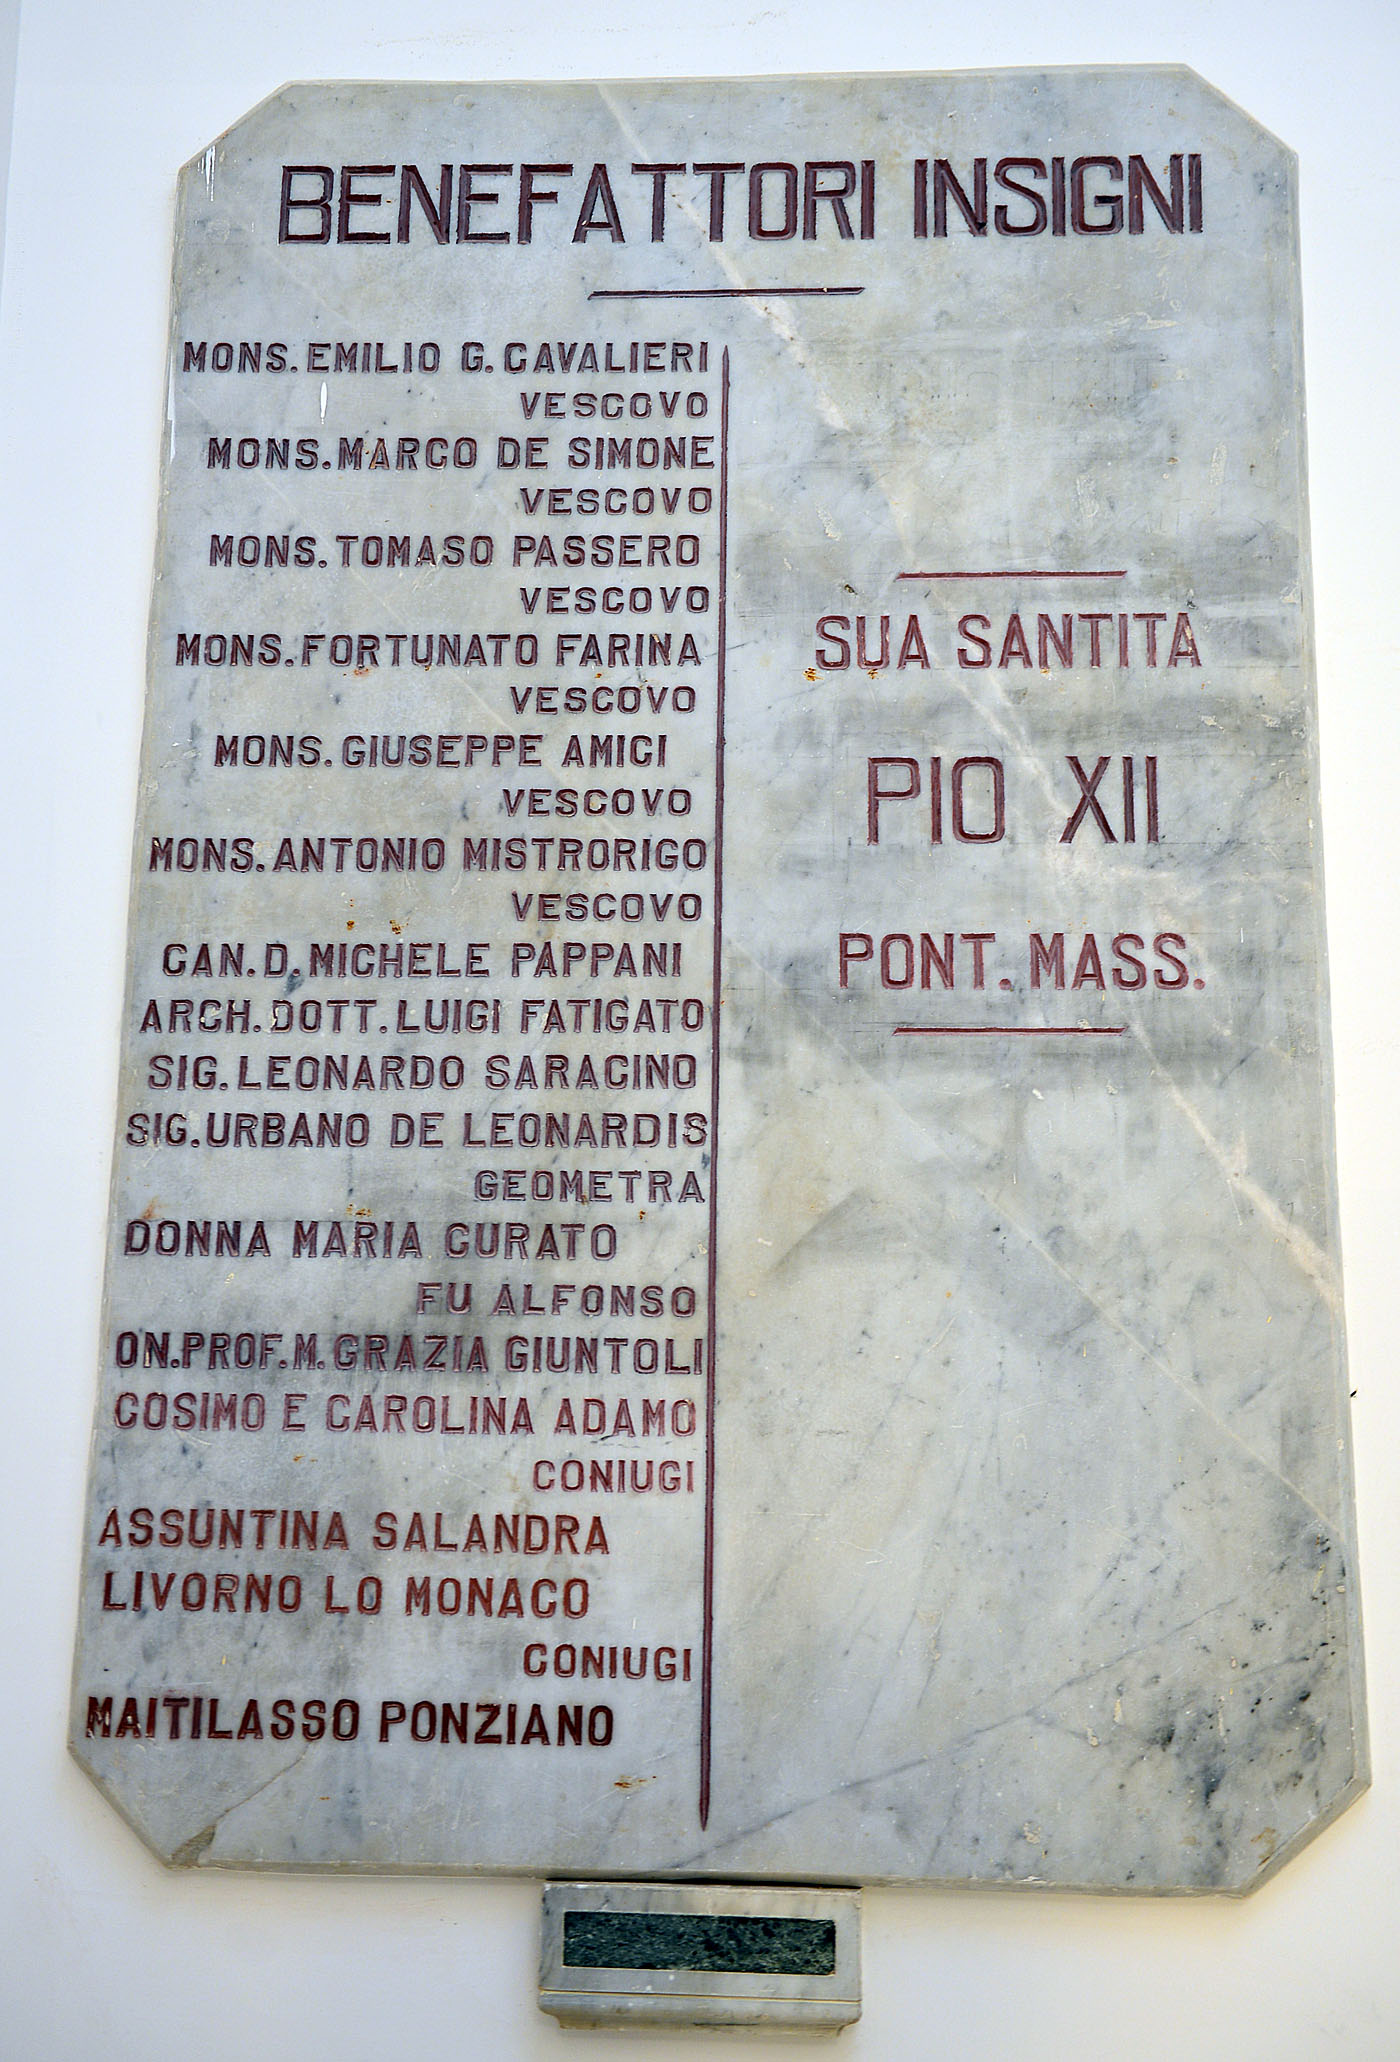 BENEFATTORI INSIGNI
MONS. EMILIO G. CAVALIERI
VESCOVO
MONS. MARCO DE SIMONE
VESCOVO
MONS. TOMASO PASSERO
VESCOVO
MONS. FORTUNATO FARINA
VESCOVO
MONS. GIUSEPPE AMICI
VESCOVO
MONS. ANTONIO MISTRORIGO
VESCOVO
CAN. D. MICHELE PAPPANI
ARCH. DOTT. LUIGI FATIGATO
SIG. LEONARDO SARACINO
SIG. URBANO DE LEONARDIS
GEOMETRA
DONNA MARIA CURATO
FU ALFONSO
ON. PROF. M. GRAZIA GIUNTOLI
COSIMO E CAROLINA ADAMO
CONIUGI
ASSUNTINA SALANDRA
LIVORNO LO MONACO
CONIUGI
MAITILASSO PONZIANO
SUA SANTITÀ
PIO XII
PONT. MASS.